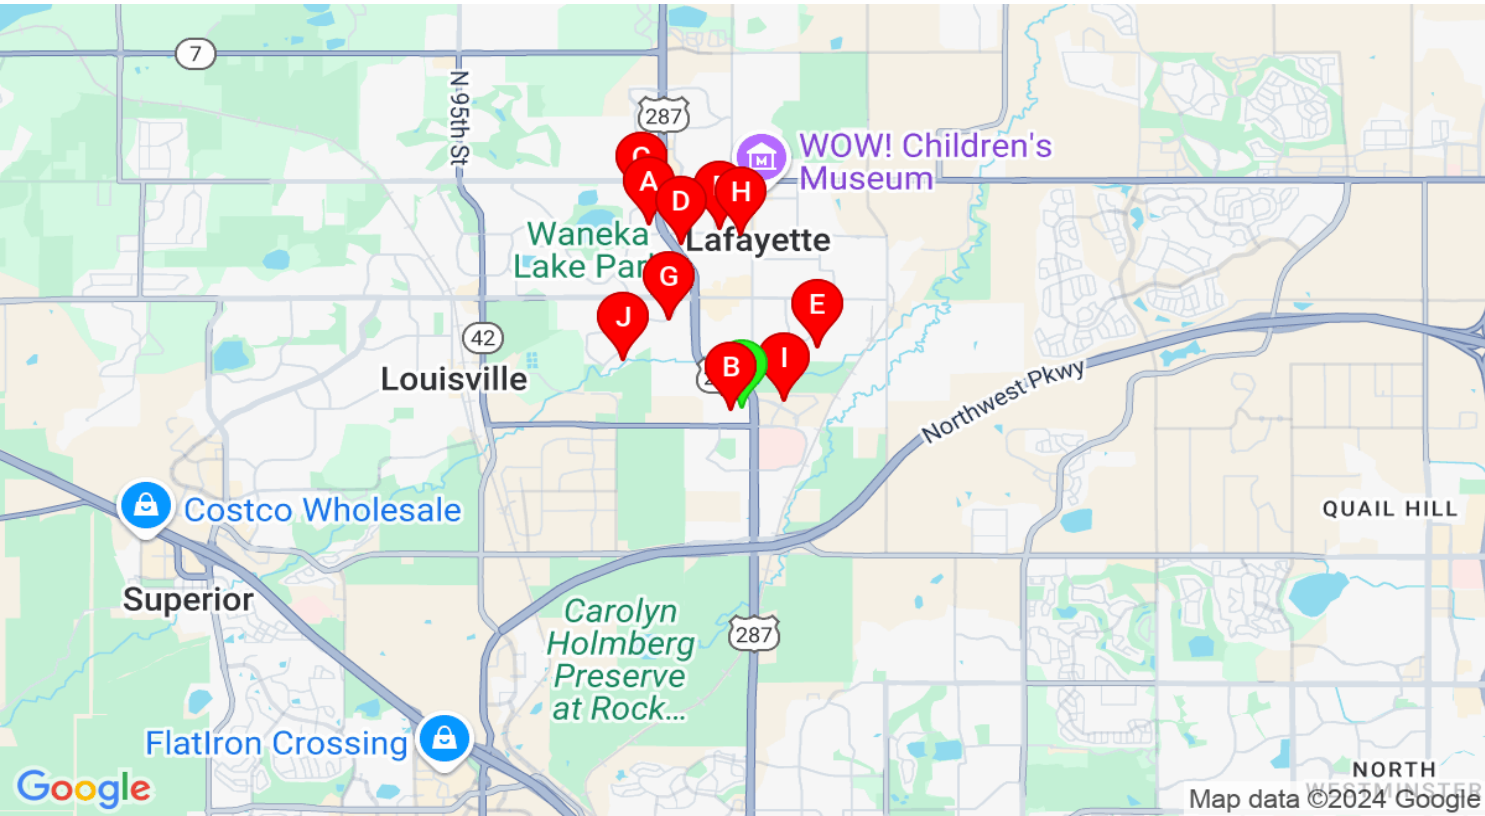 7
N 95th St
287
WOW! Children's
Museum
A
D
H
Waneka
Lake Par
Lafayette
G
E
J
42
B
I
Louisville
Northwest Pkwy
Costco Wholesale
QUAIL HILL
Superior
Carolyn
Holmberg
Preserve
at Rock...
287
FlatIron Crossing
NORTH
WESTMINSTER
Google
Map data ©2024 Google